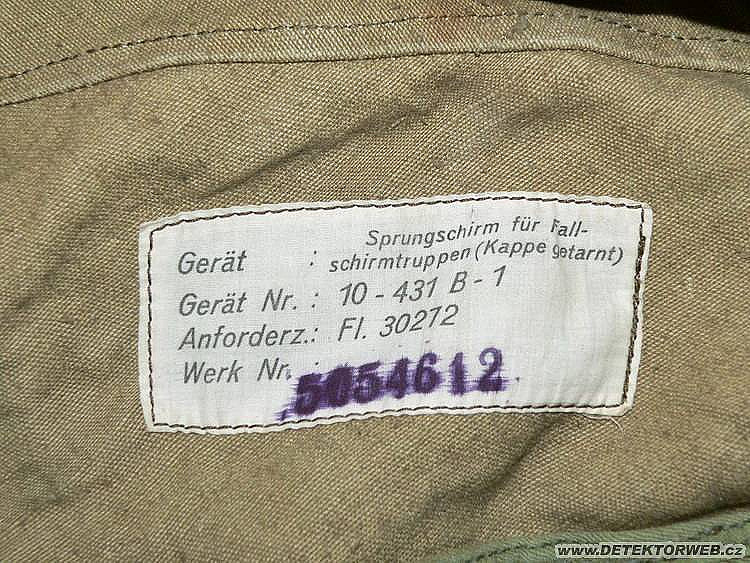 Gerät : Sprungschirm für Fall-
schirmtruppen (Kappe getarnt)
Gerät Nr. : 10 - 431 B - 1
Anforderz.: Fl. 30272
Werk Nr. : 5054612
www.DETEKTORWEB.cz